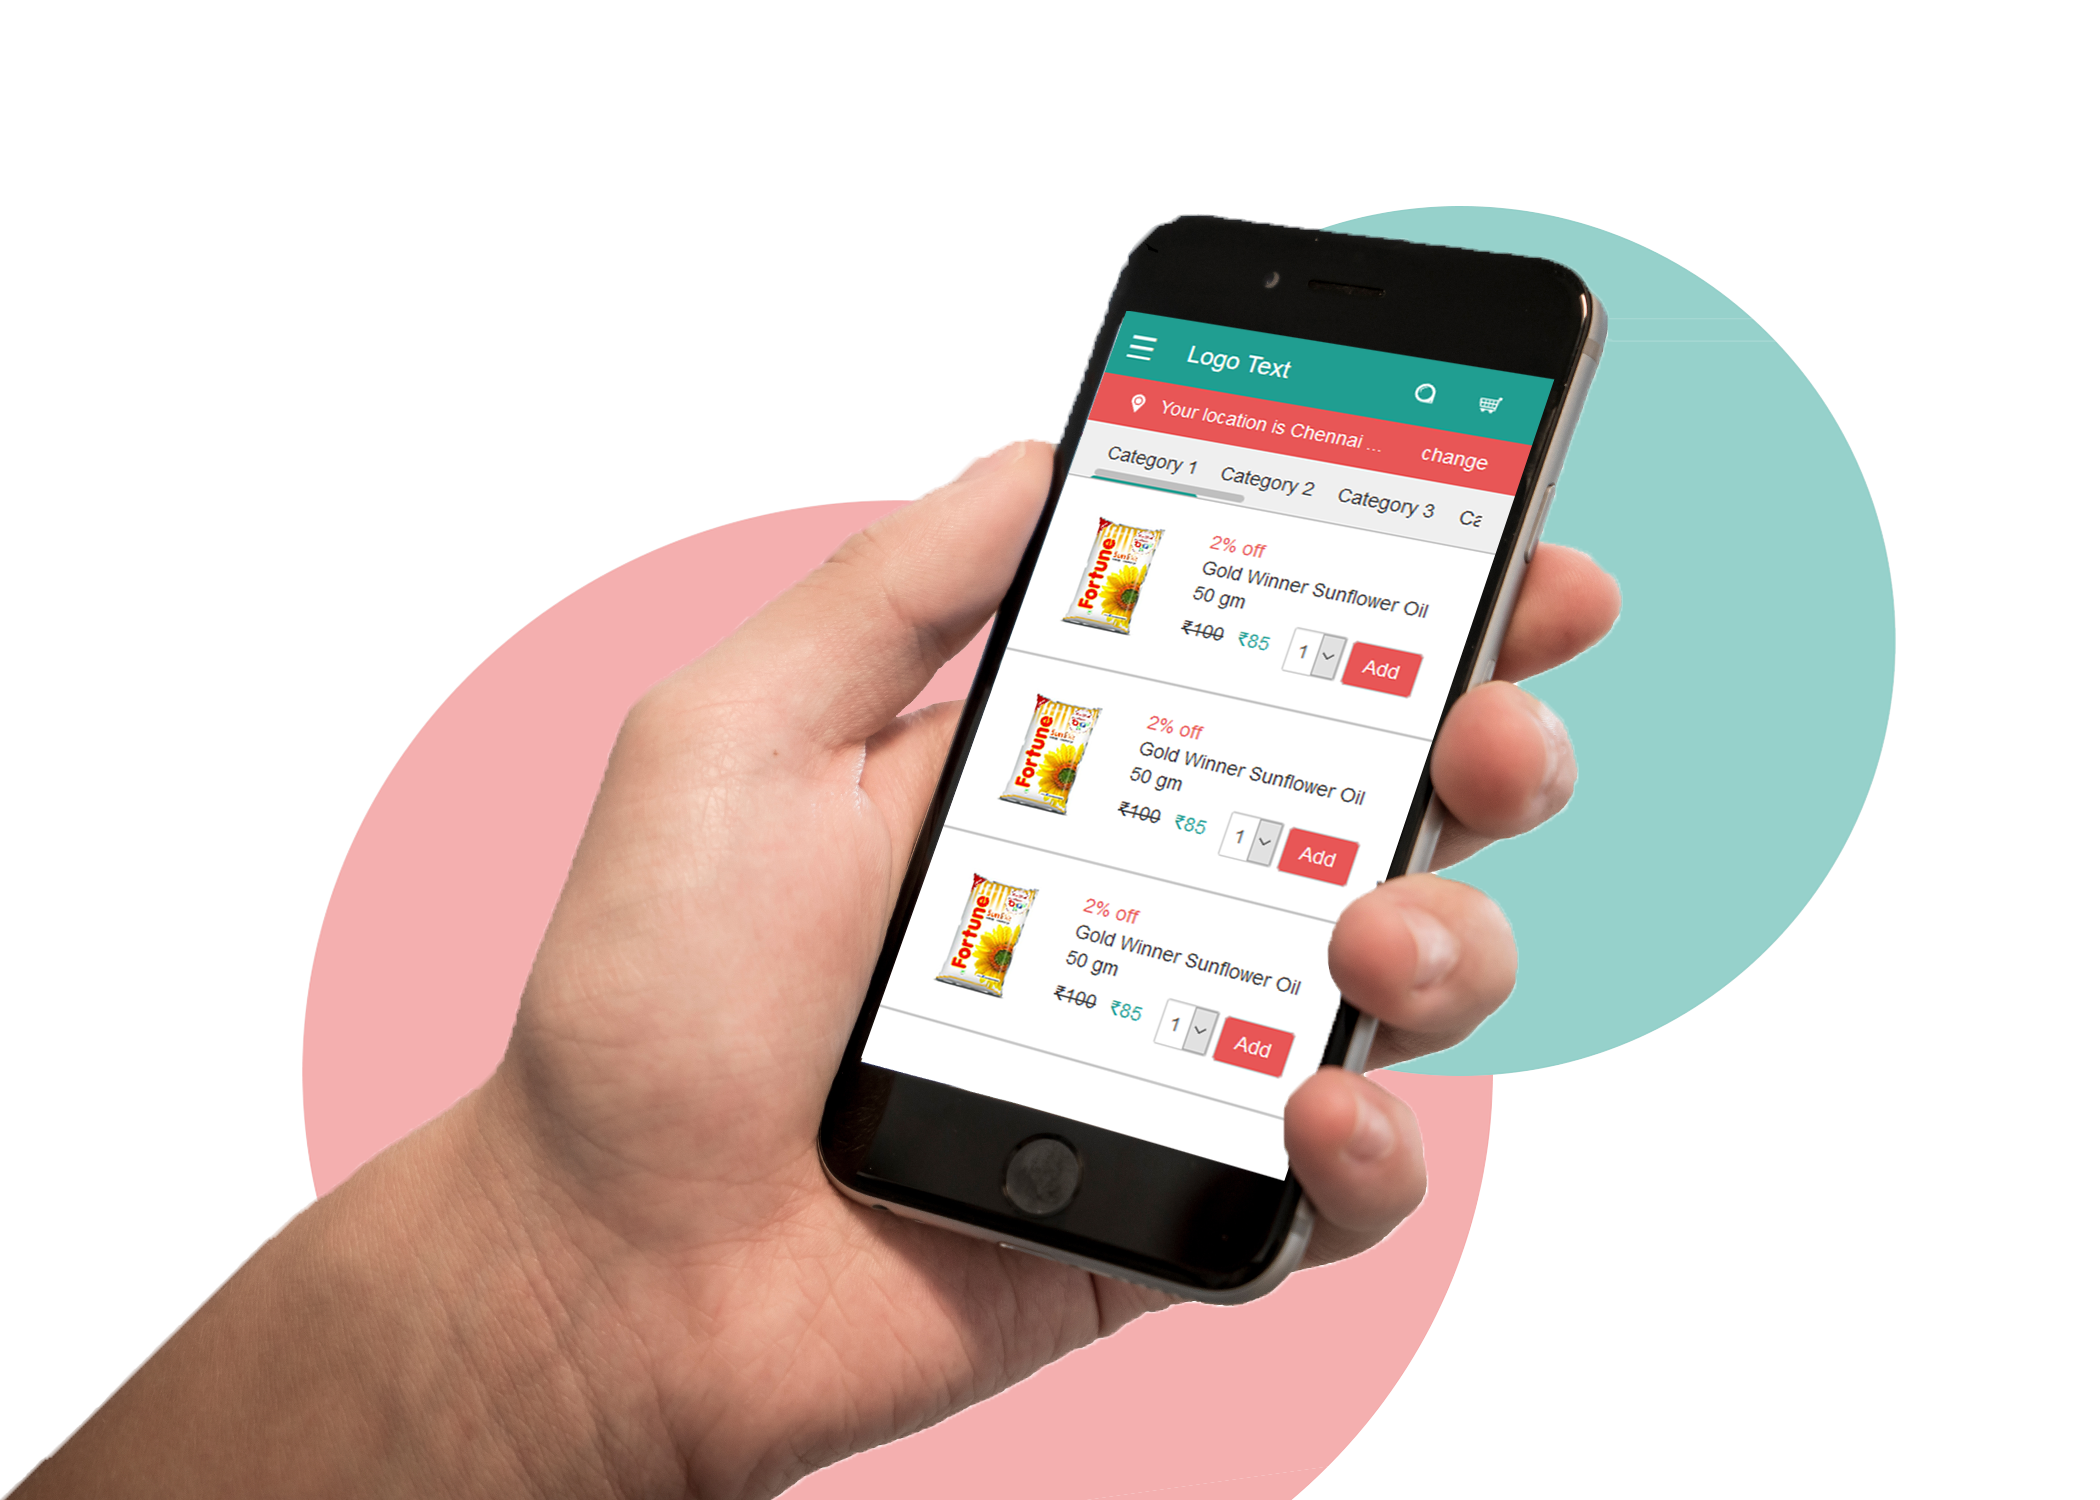 Logo Text
Your location is Chennai ... change
Category 1 Category 2 Category 3 Ca
Fortune
2% off
Gold Winner Sunflower Oil
50 gm
₹100 ₹85 1 Add
Fortune
2% off
Gold Winner Sunflower Oil
50 gm
₹100 ₹85 1 Add
Fortune
2% off
Gold Winner Sunflower Oil
50 gm
₹100 ₹85 1 Add